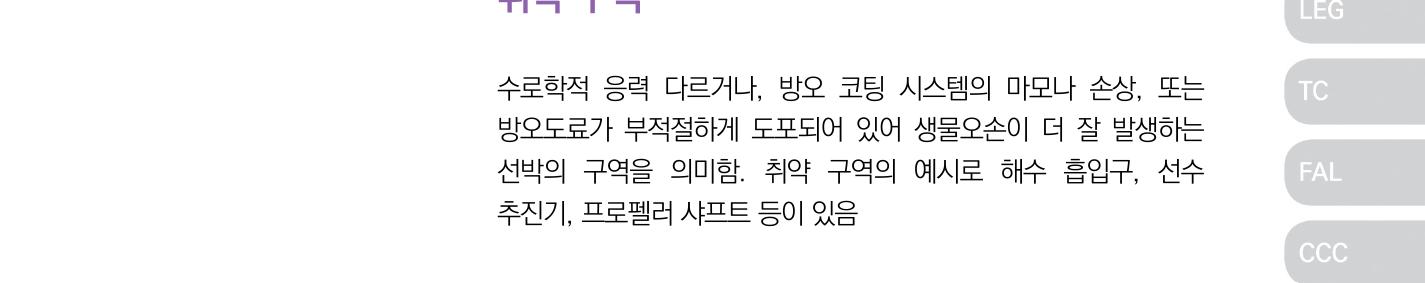 LEG
수로학적 응력 다르거나, 방오 코팅 시스템의 마모나 손상, 또는
방오도료가 부적절하게 도포되어 있어 생물오손이 더 잘 발생하는
선박의 구역을 의미함. 취약 구역의 예시로 해수 흡입구, 선수
추진기, 프로펠러 샤프트 등이 있음
TC
FAL
CCC